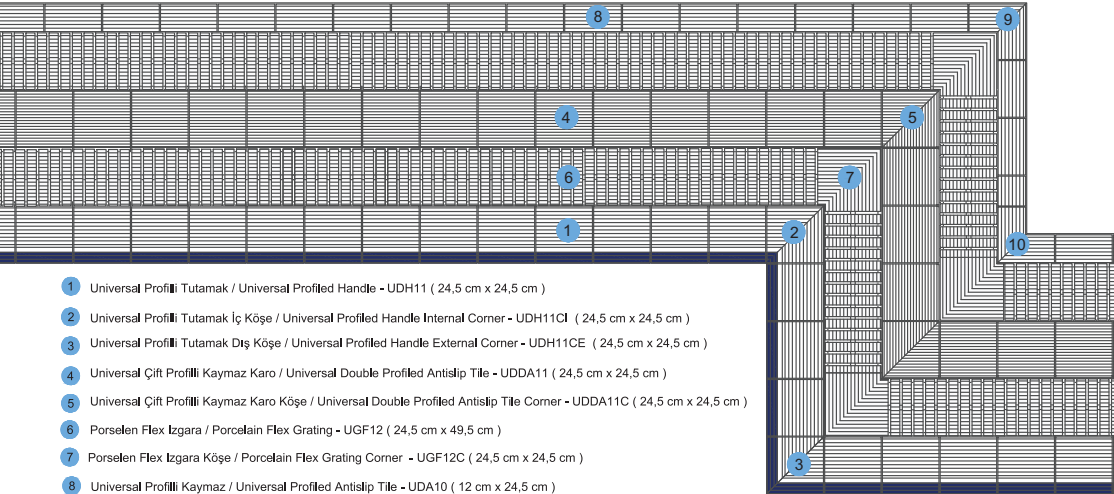 8
9
4
5
6
7
1
2
10
3
1 Universal Profilli Tutamak / Universal Profiled Handle - UDH11 ( 24,5 cm x 24,5 cm )
2 Universal Profilli Tutamak İç Köşe / Universal Profiled Handle Internal Corner - UDH11CI ( 24,5 cm x 24,5 cm )
3 Universal Profilli Tutamak Dış Köşe / Universal Profiled Handle External Corner - UDH11CE ( 24,5 cm x 24,5 cm )
4 Universal Çift Profilli Kaymaz Karo / Universal Double Profiled Antislip Tile - UDDA11 ( 24,5 cm x 24,5 cm )
5 Universal Çift Profilli Kaymaz Karo Köşe / Universal Double Profiled Antislip Tile Corner - UDDA11C ( 24,5 cm x 24,5 cm )
6 Porselen Flex Izgara / Porcelain Flex Grating - UGF12 ( 24,5 cm x 49,5 cm )
7 Porselen Flex Izgara Köşe / Porcelain Flex Grating Corner - UGF12C ( 24,5 cm x 24,5 cm )
8 Universal Profilli Kaymaz / Universal Profiled Antislip Tile - UDA10 ( 12 cm x 24,5 cm )